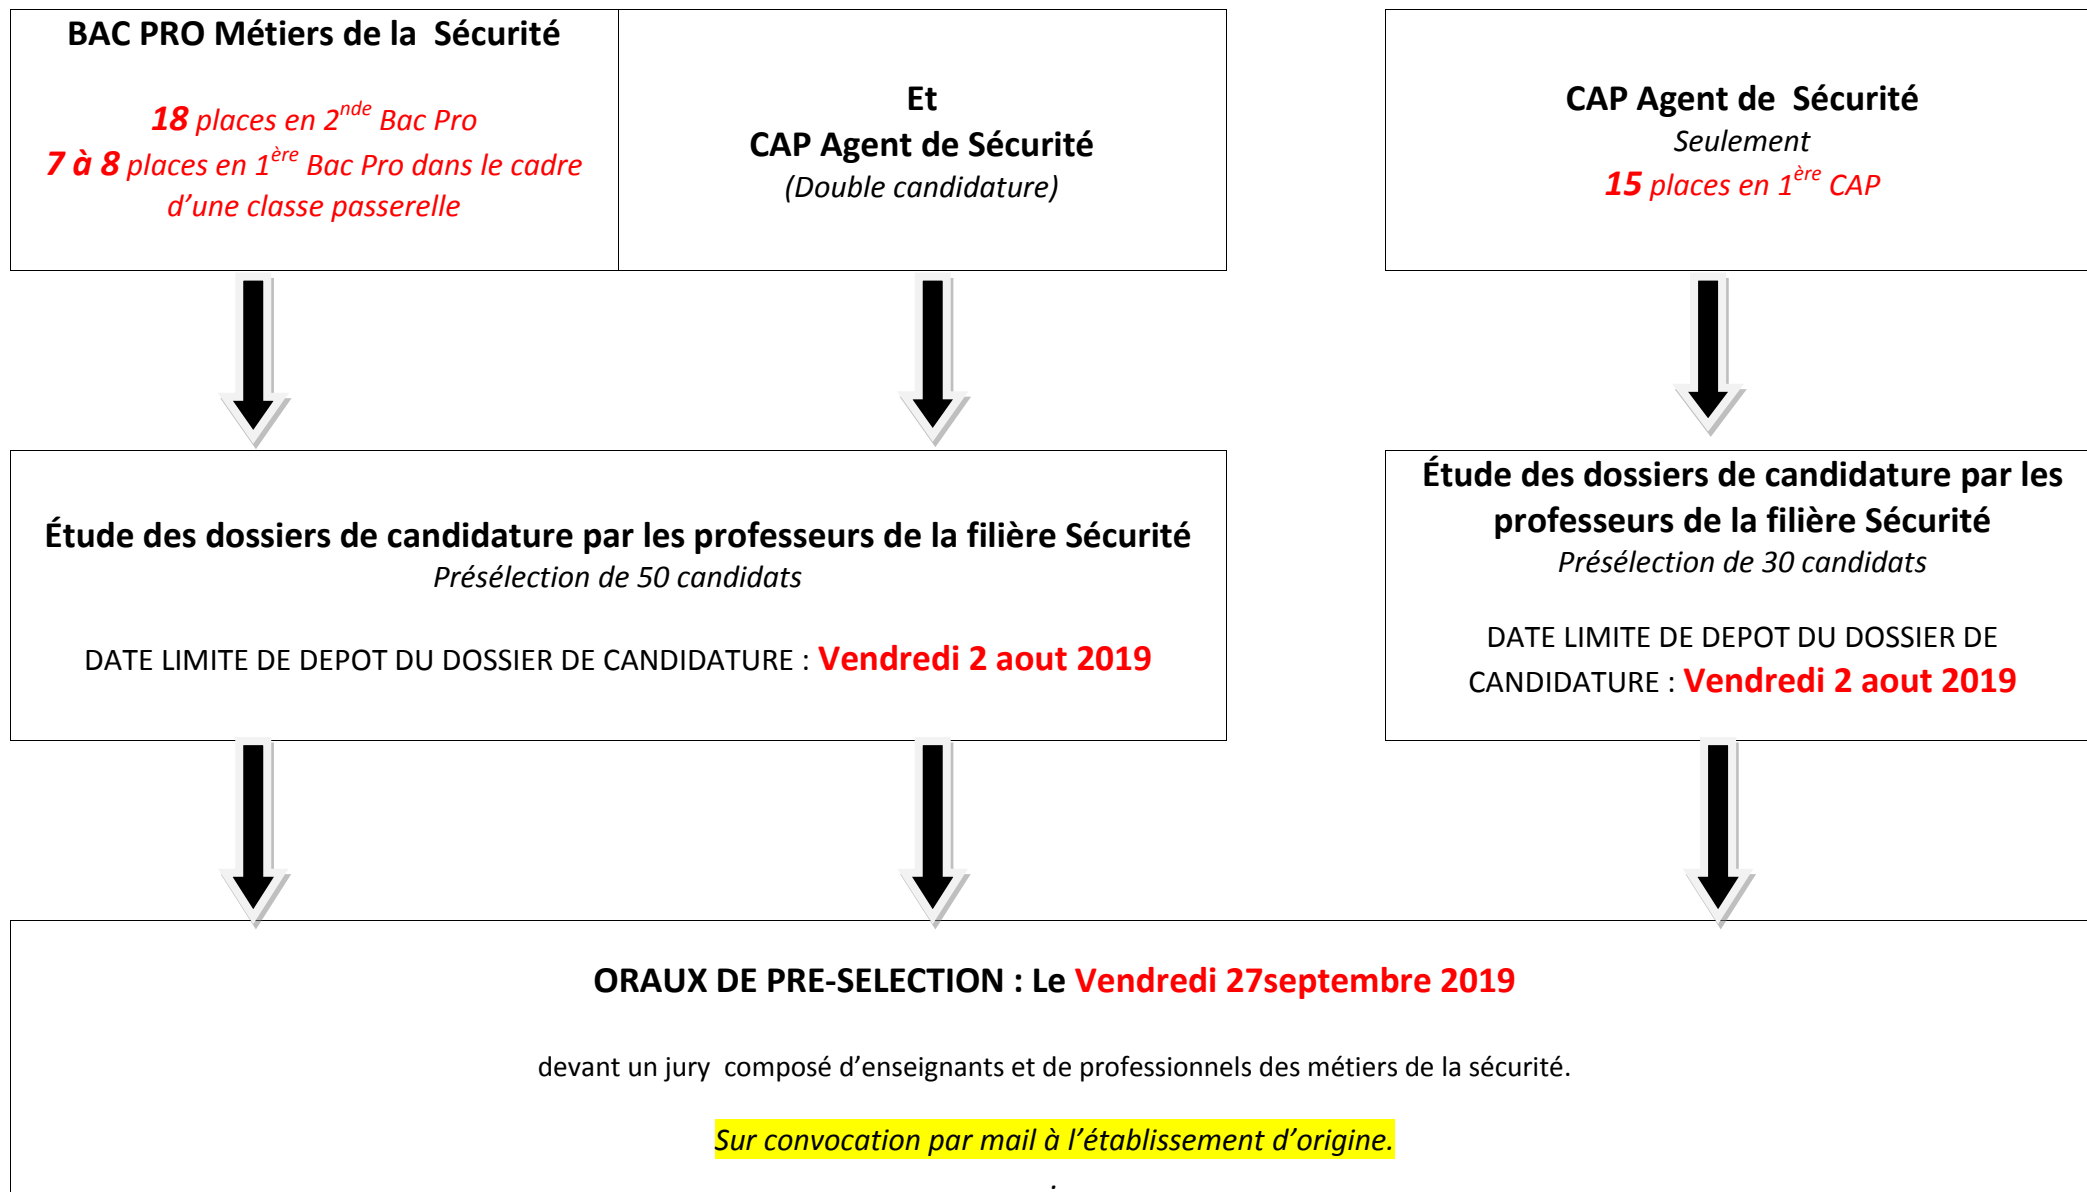 BAC PRO Métiers de la Sécurité
18 places en 2nde Bac Pro
7 à 8 places en 1ère Bac Pro dans le cadre
d’une classe passerelle
Et
CAP Agent de Sécurité
(Double candidature)
CAP Agent de Sécurité
Seulement
15 places en 1ère CAP
Étude des dossiers de candidature par les professeurs de la filière Sécurité
Présélection de 50 candidats
DATE LIMITE DE DEPOT DU DOSSIER DE CANDIDATURE : Vendredi 2 aout 2019
Étude des dossiers de candidature par les
professeurs de la filière Sécurité
Présélection de 30 candidats
DATE LIMITE DE DEPOT DU DOSSIER DE
CANDIDATURE : Vendredi 2 aout 2019
ORAUX DE PRE-SELECTION : Le Vendredi 27septembre 2019
devant un jury composé d’enseignants et de professionnels des métiers de la sécurité.
Sur convocation par mail à l’établissement d’origine.
.